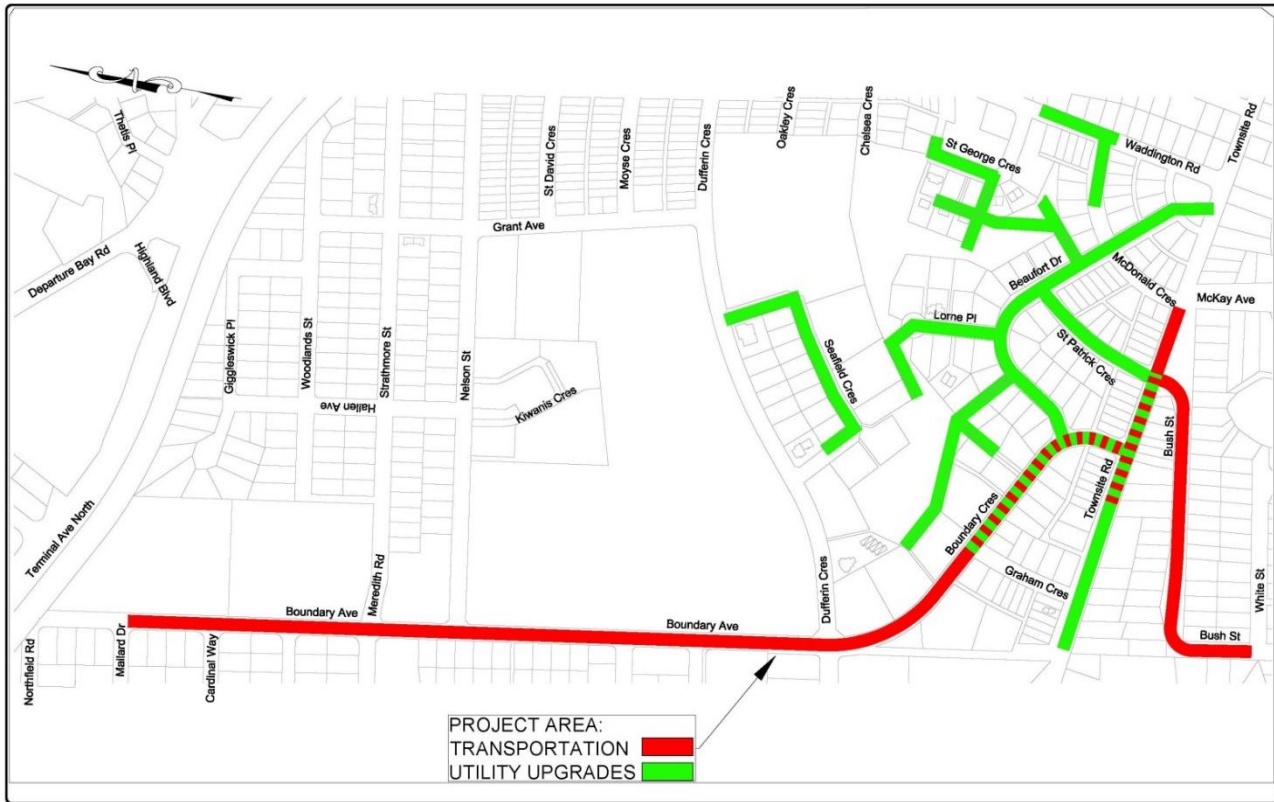 Thetis Pl
Departure Bay Rd
Highland Blvd
Terminal Ave North
Northfield Rd
Mallard Dr
Cardinal Way
Giggleswick Pl
Woodlands St
Hallen Ave
Strathmore St
Meredith Rd
Nelson St
Kiwanis Cres
Grant Ave
St David Cres
Moyse Cres
Dufferin Cres
Oakley Cres
Chelsea Cres
St George Cres
Waddington Rd
Townsite Rd
McKay Ave
McDonald Cres
Beaufort Dr
Lorne Pl
St Patrick Cres
Seafield Cres
Bush St
Townsite Rd
Boundary Cres
Graham Cres
Dufferin Cres
White St
Bush St
Boundary Ave
Boundary Ave
PROJECT AREA:
TRANSPORTATION
UTILITY UPGRADES